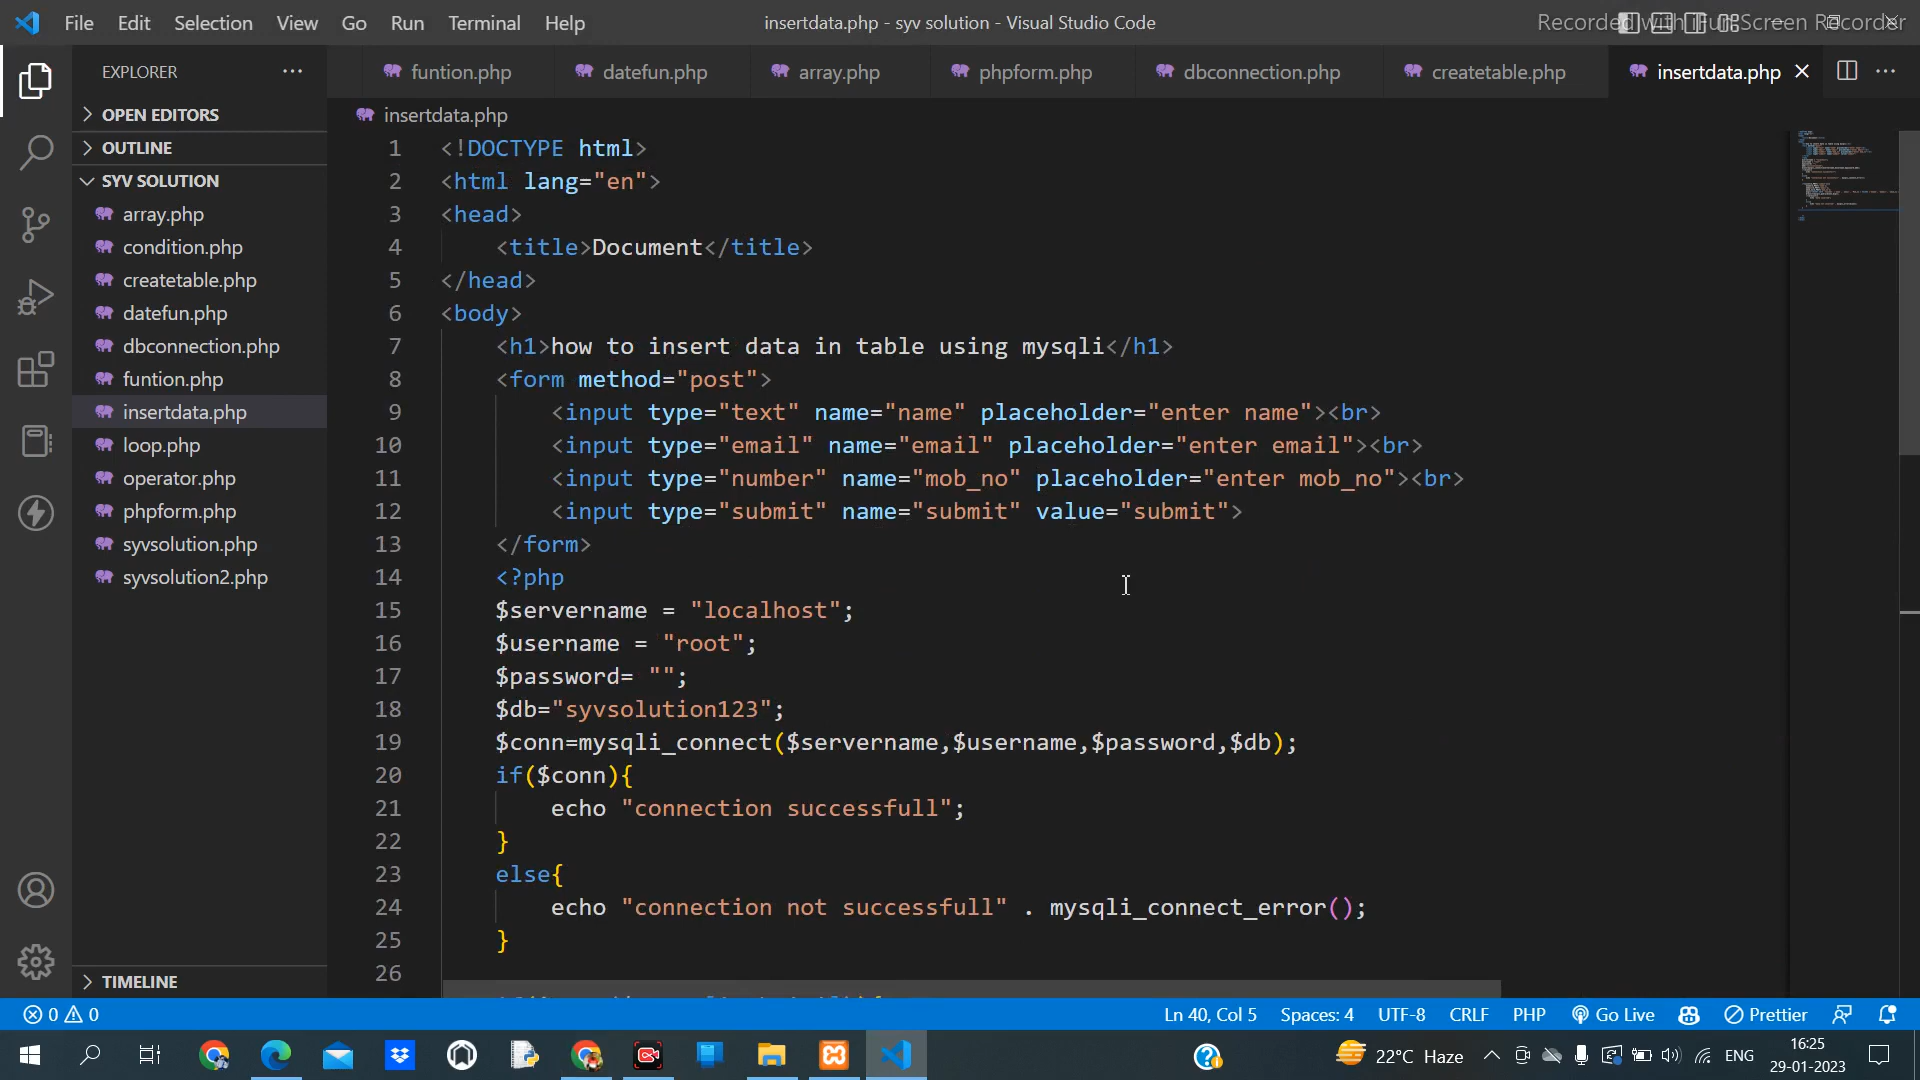 File Edit Selection View Go Run Terminal Help
insertdata.php - syv solution - Visual Studio Code
Recorded with iFun Screen Recorder
EXPLORER
OPEN EDITORS
OUTLINE
SYV SOLUTION
array.php
condition.php
createtable.php
datefun.php
dbconnection.php
funtion.php
insertdata.php
loop.php
operator.php
phpform.php
syvsolution.php
syvsolution2.php
TIMELINE
funtion.php datefun.php array.php phpform.php dbconnection.php createtable.php insertdata.php
insertdata.php
1 <!DOCTYPE html>
2 <html lang="en">
3 <head>
4 <title>Document</title>
5 </head>
6 <body>
7 <h1>how to insert data in table using mysqli</h1>
8 <form method="post">
9 <input type="text" name="name" placeholder="enter name"><br>
10 <input type="email" name="email" placeholder="enter email"><br>
11 <input type="number" name="mob_no" placeholder="enter mob_no"><br>
12 <input type="submit" name="submit" value="submit">
13 </form>
14 <?php
15 $servername = "localhost";
16 $username = "root";
17 $password= "";
18 $db="syvsolution123";
19 $conn=mysqli_connect($servername,$username,$password,$db);
20 if($conn){
21 echo "connection successfull";
22 }
23 else{
24 echo "connection not successfull" . mysqli_connect_error();
25 }
26
0 0
Ln 40, Col 5 Spaces: 4 UTF-8 CRLF PHP Go Live Prettier
22°C Haze
ENG
16:25
29-01-2023